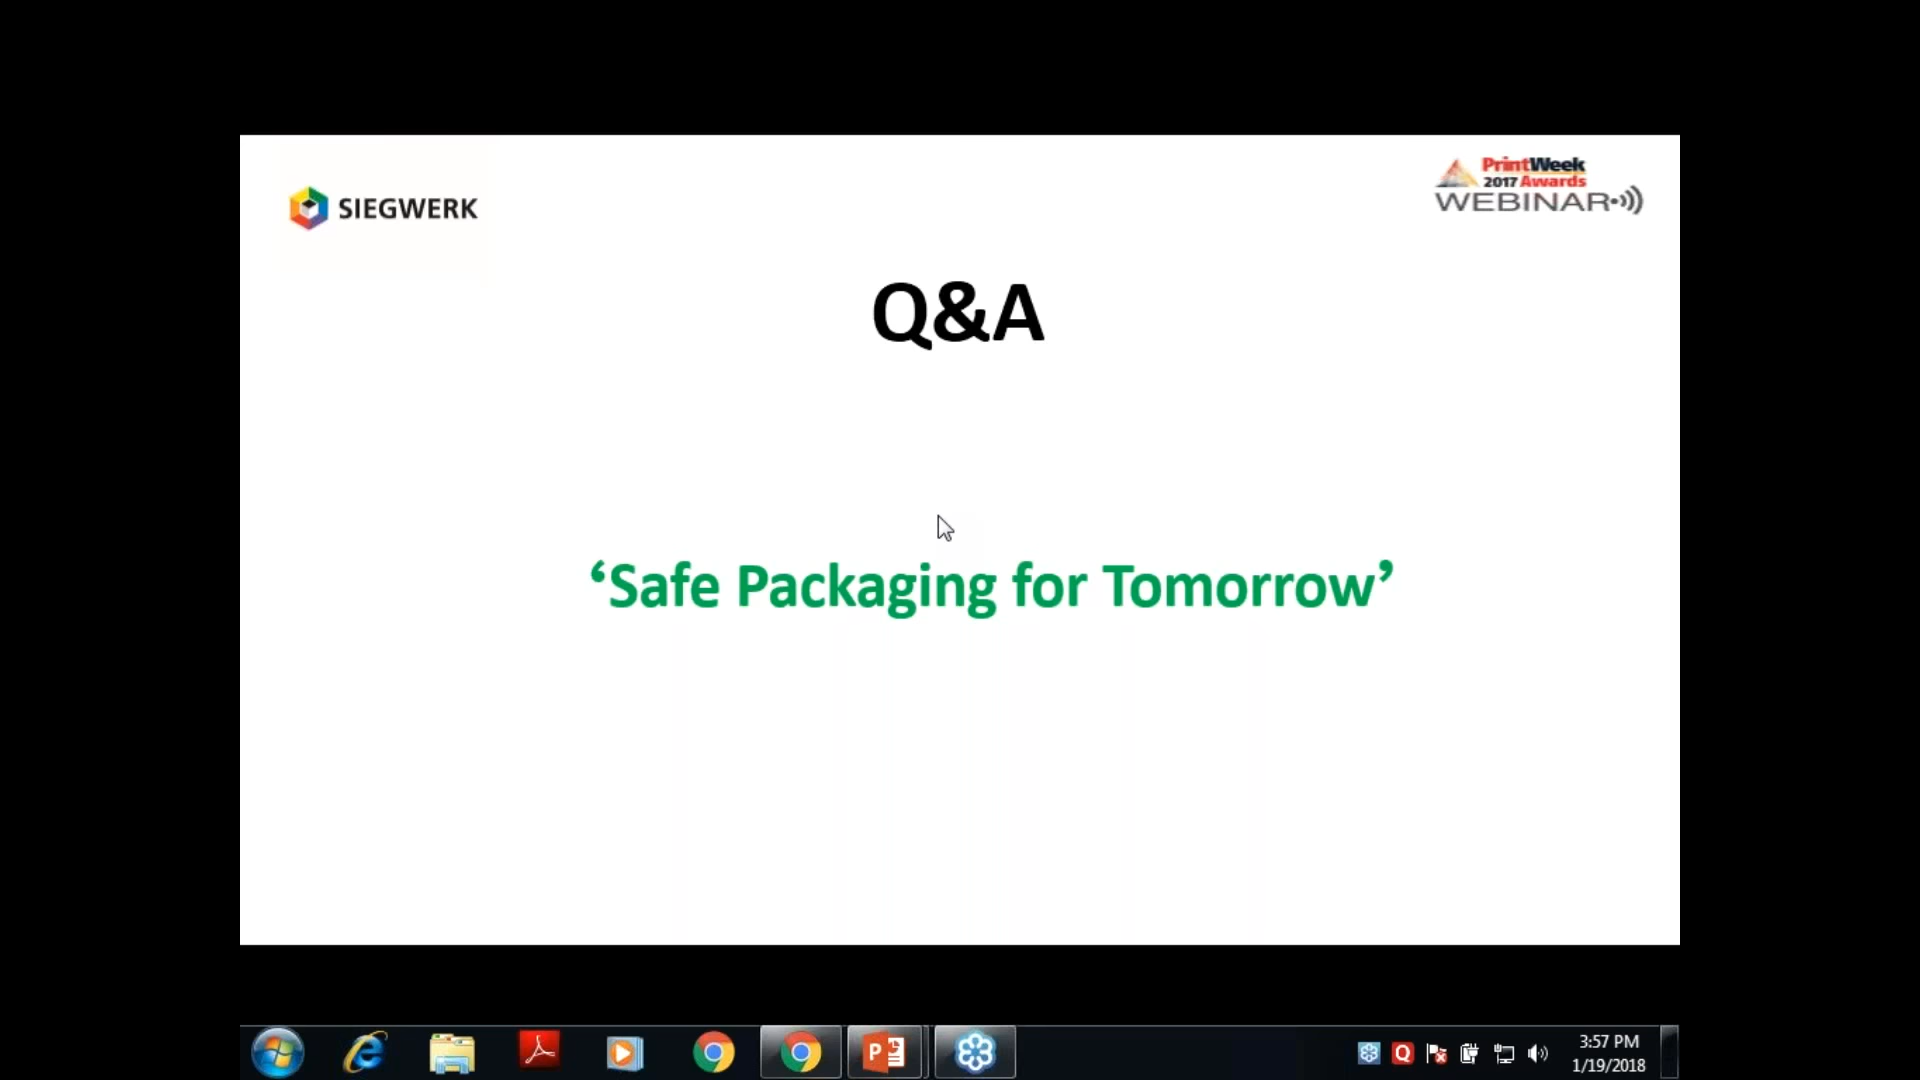 SIEGWERK
PrintWeek
2017 Awards
WEBINAR
Q&A
‘Safe Packaging for Tomorrow’
3:57 PM
1/19/2018